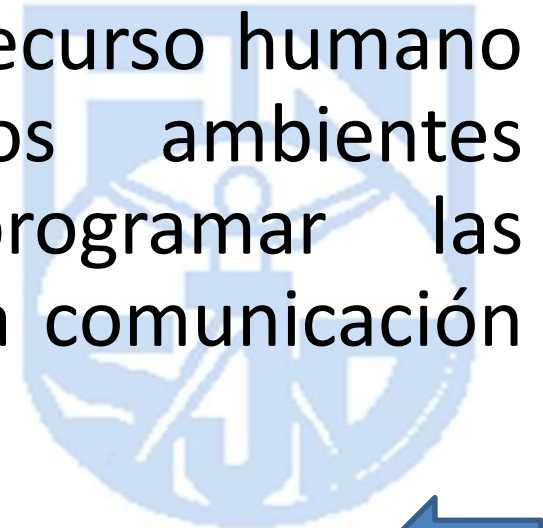 ecurso humano
os ambientes
programar las
comunicación